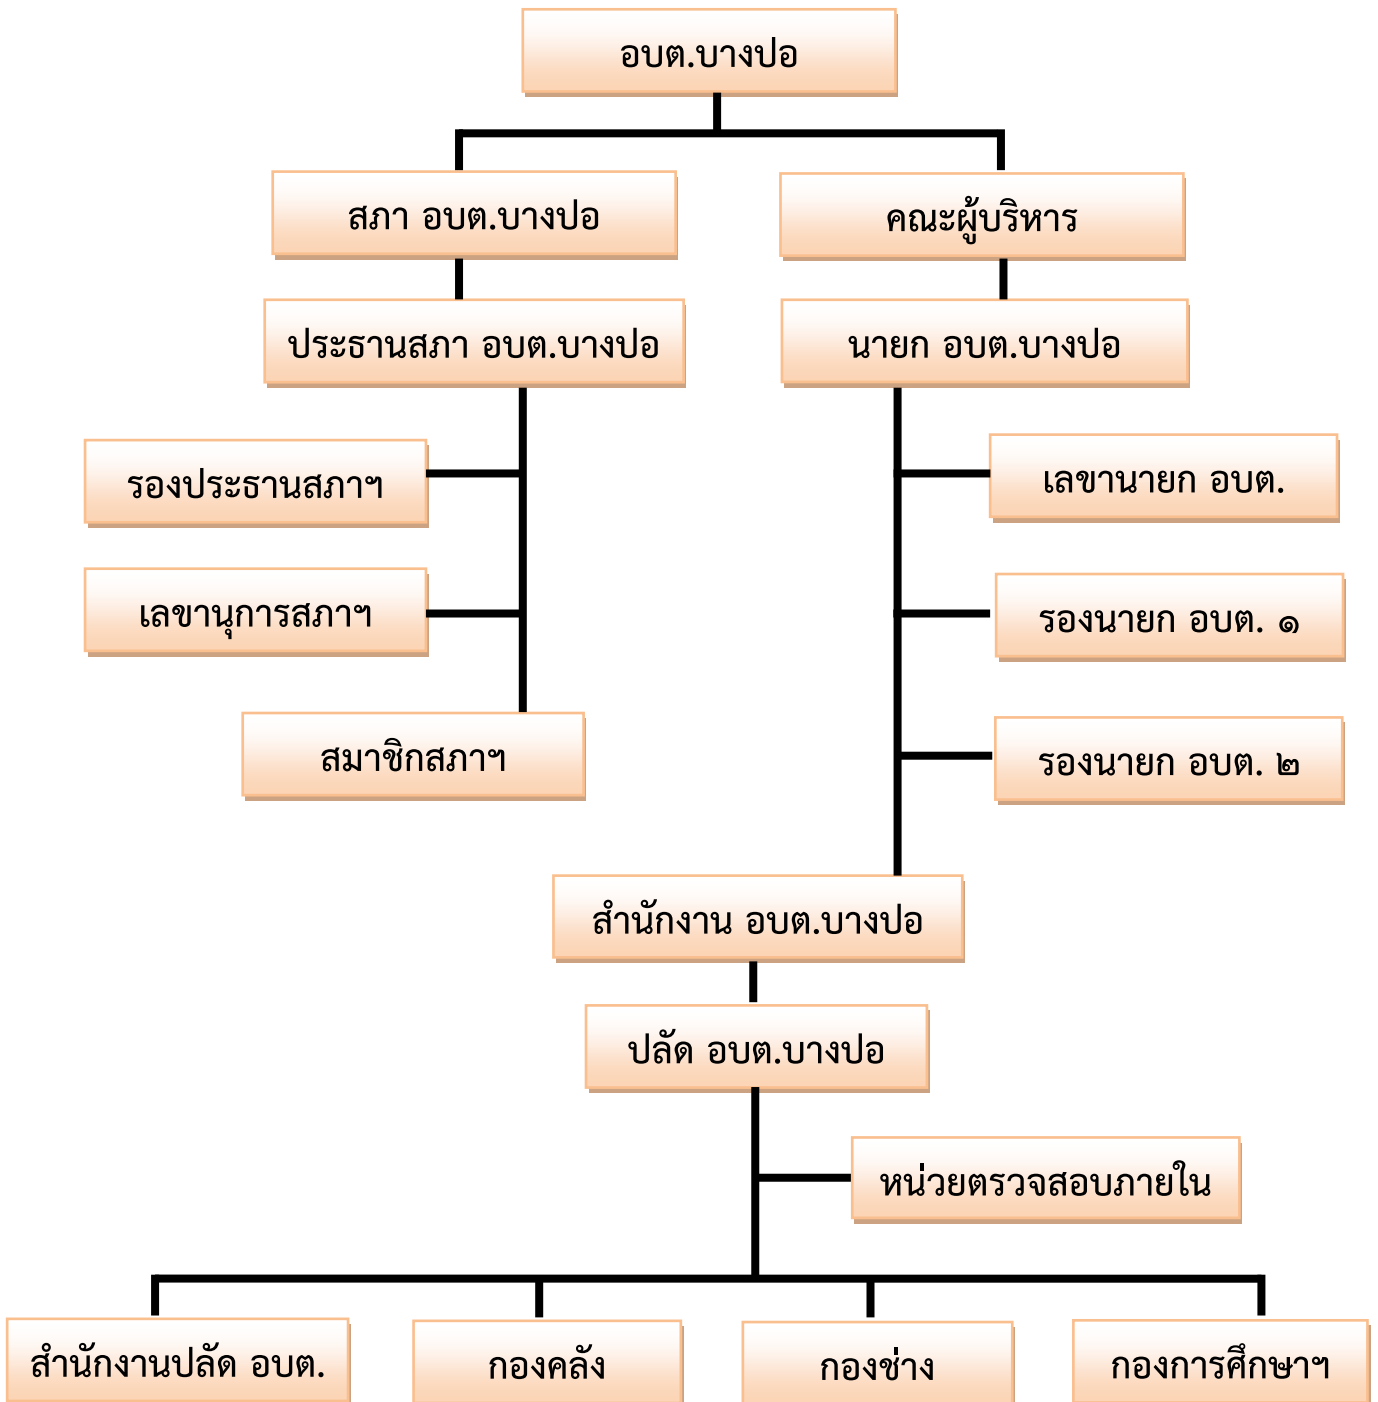 อบต.บางปอ
สภา อบต.บางปอ
คณะผู้บริหาร
ประธานสภา อบต.บางปอ
นายก อบต.บางปอ
รองประธานสภาฯ
เลขานายก อบต.
เลขานุการสภาฯ
รองนายก อบต. ๑
สมาชิกสภาฯ
รองนายก อบต. ๒
สำนักงาน อบต.บางปอ
ปลัด อบต.บางปอ
หน่วยตรวจสอบภายใน
สำนักงานปลัด อบต.
กองคลัง
กองช่าง
กองการศึกษาฯ